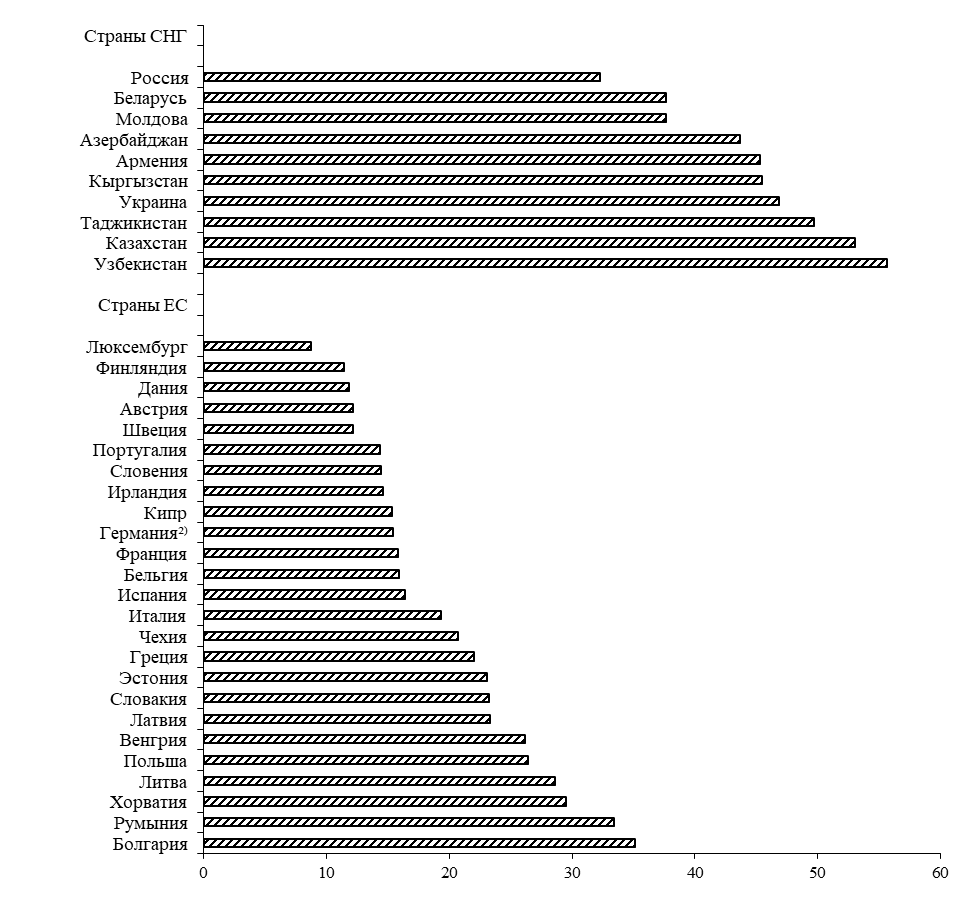 Страны СНГ
Россия
Беларусь
Молдова
Азербайджан
Армения
Кыргызстан
Украина
Таджикистан
Казахстан
Узбекистан
Страны ЕС
Люксембург
Финляндия
Дания
Австрия
Швеция
Португалия
Словения
Ирландия
Кипр
Германия²⁾
Франция
Бельгия
Испания
Италия
Чехия
Греция
Эстония
Словакия
Латвия
Венгрия
Польша
Литва
Хорватия
Румыния
Болгария
0 10 20 30 40 50 60